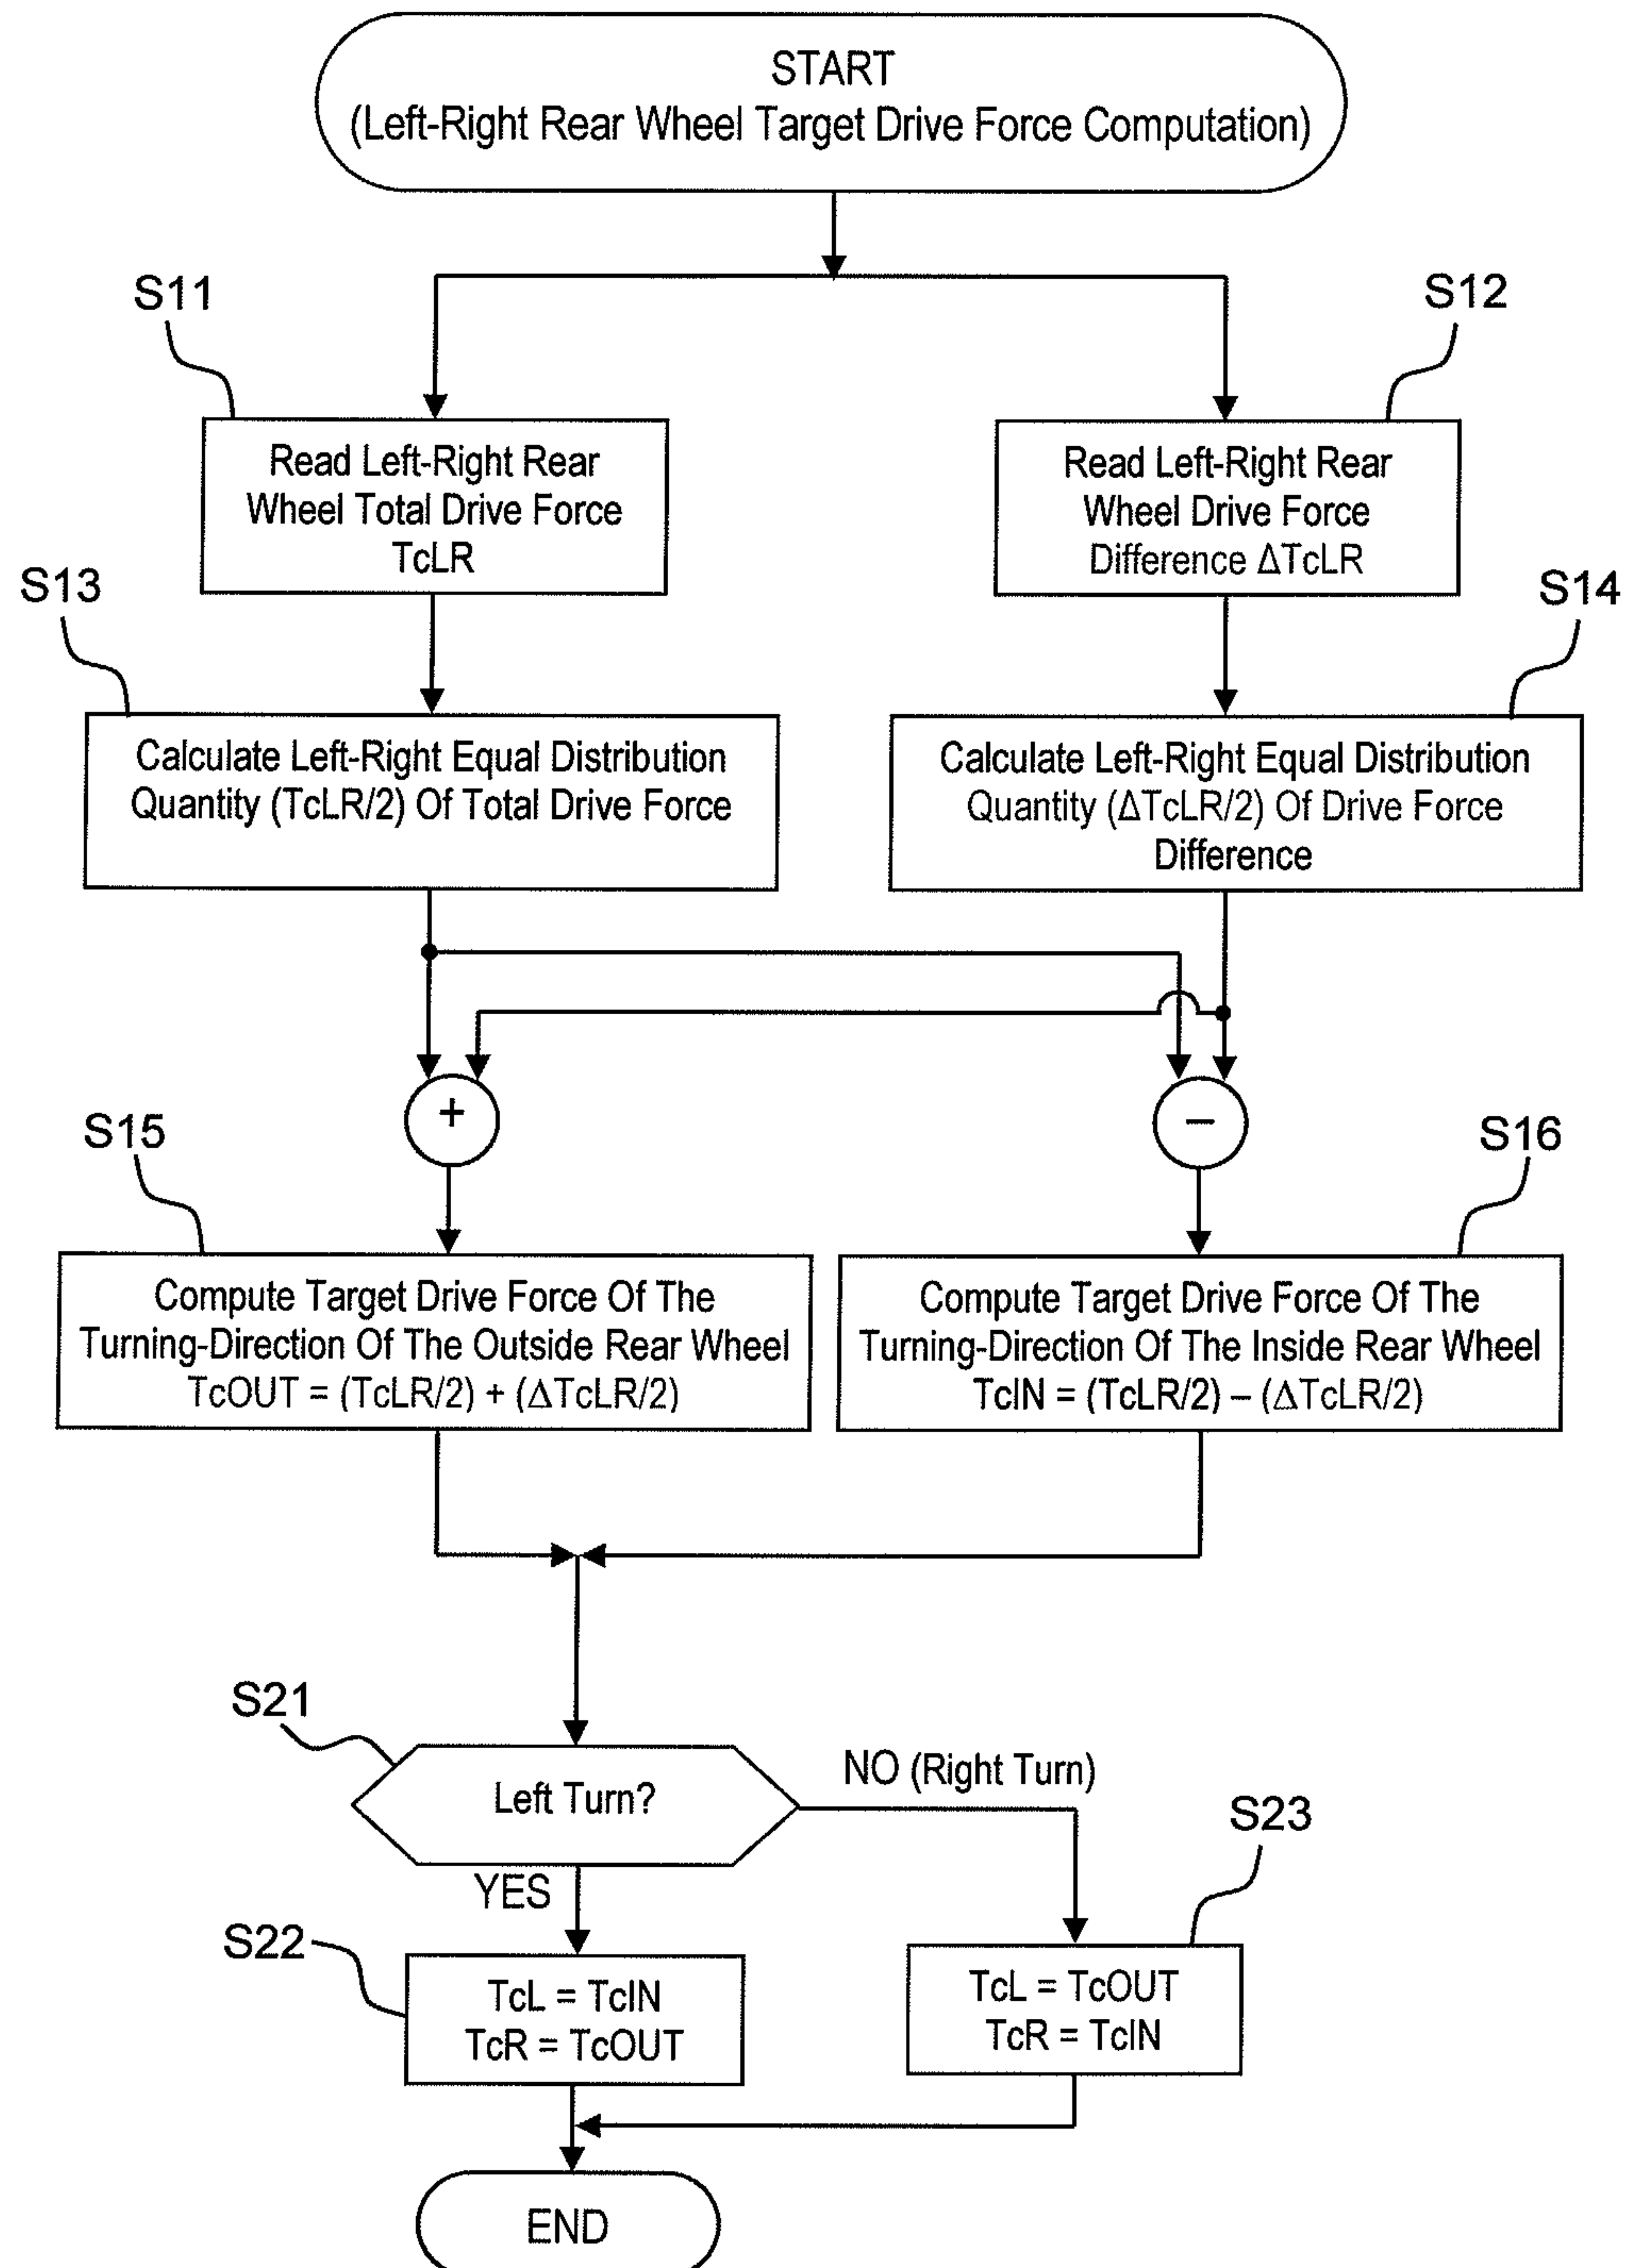 START
(Left-Right Rear Wheel Target Drive Force Computation)
S11
S12
Read Left-Right Rear
Wheel Total Drive Force
TcLR
Read Left-Right Rear
Wheel Drive Force
Difference ΔTcLR
S13
S14
Calculate Left-Right Equal Distribution
Quantity (TcLR/2) Of Total Drive Force
Calculate Left-Right Equal Distribution
Quantity (ΔTcLR/2) Of Drive Force
Difference
+
−
S15
S16
Compute Target Drive Force Of The
Turning-Direction Of The Outside Rear Wheel
TcOUT = (TcLR/2) + (ΔTcLR/2)
Compute Target Drive Force Of The
Turning-Direction Of The Inside Rear Wheel
TcIN = (TcLR/2) – (ΔTcLR/2)
S21
Left Turn?
NO (Right Turn)
YES
S22
S23
TcL = TcIN
TcR = TcOUT
TcL = TcOUT
TcR = TcIN
END